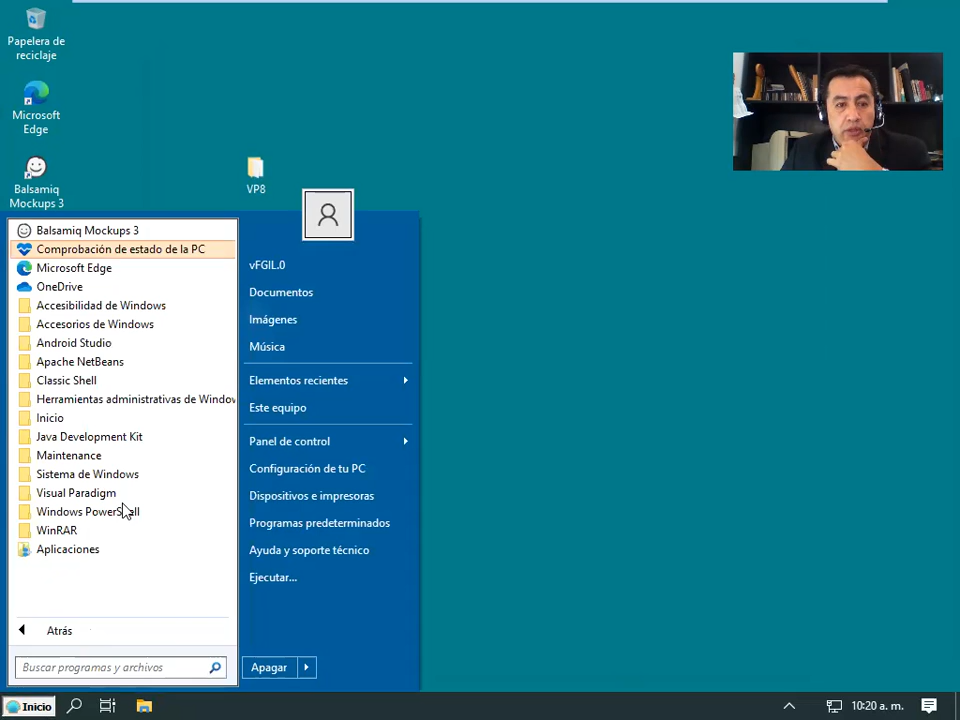 Papelera de
reciclaje
Microsoft
Edge
Balsamiq
Mockups 3
VP8
Balsamiq Mockups 3
Comprobación de estado de la PC
Microsoft Edge
OneDrive
Accesibilidad de Windows
Accesorios de Windows
Android Studio
Apache NetBeans
Classic Shell
Herramientas administrativas de Window
Inicio
Java Development Kit
Maintenance
Sistema de Windows
Visual Paradigm
Windows PowerShell
WinRAR
Aplicaciones
Atrás
Buscar programas y archivos
vFGIL.0
Documentos
Imágenes
Música
Elementos recientes
Este equipo
Panel de control
Configuración de tu PC
Dispositivos e impresoras
Programas predeterminados
Ayuda y soporte técnico
Ejecutar...
Apagar
Inicio
10:20 a. m.